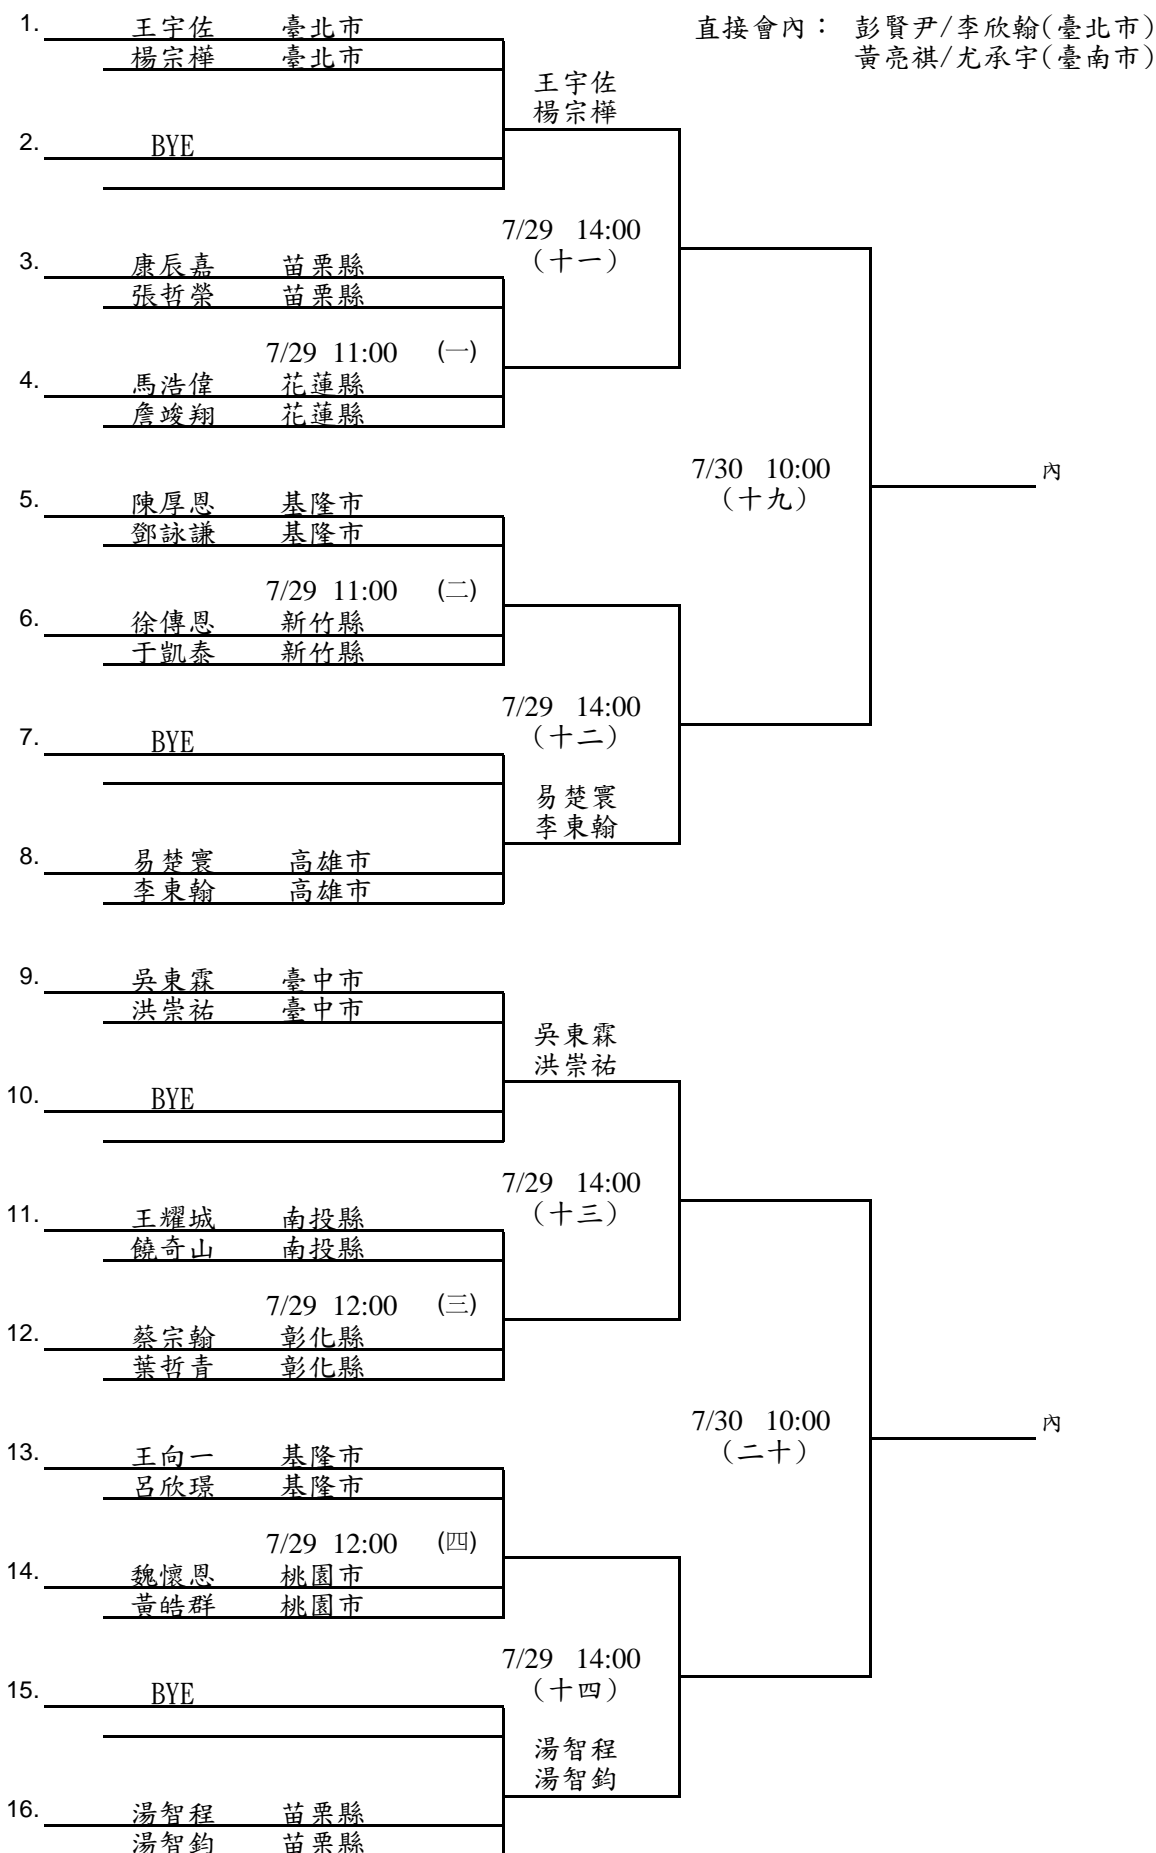 1. 王宇佐 臺北市
楊宗樺 臺北市
直接會內： 彭賢尹/李欣翰(臺北市)
黃亮祺/尤承宇(臺南市)
王宇佐
楊宗樺
2. BYE
7/29 14:00
（十一）
3. 康辰嘉 苗栗縣
張哲榮 苗栗縣
7/29 11:00 (一)
4. 馬浩偉 花蓮縣
詹竣翔 花蓮縣
7/30 10:00
（十九）
內
5. 陳厚恩 基隆市
鄧詠謙 基隆市
7/29 11:00 (二)
6. 徐傳恩 新竹縣
于凱泰 新竹縣
7/29 14:00
（十二）
7. BYE
易楚寰
李東翰
8. 易楚寰 高雄市
李東翰 高雄市
9. 吳東霖 臺中市
洪崇祐 臺中市
吳東霖
洪崇祐
10. BYE
7/29 14:00
（十三）
11. 王耀城 南投縣
饒奇山 南投縣
7/29 12:00 (三)
12. 蔡宗翰 彰化縣
葉哲青 彰化縣
7/30 10:00
（二十）
內
13. 王向一 基隆市
呂欣璟 基隆市
7/29 12:00 (四)
14. 魏懷恩 桃園市
黃皓群 桃園市
7/29 14:00
（十四）
15. BYE
湯智程
湯智鈞
16. 湯智程 苗栗縣
湯智鈞 苗栗縣